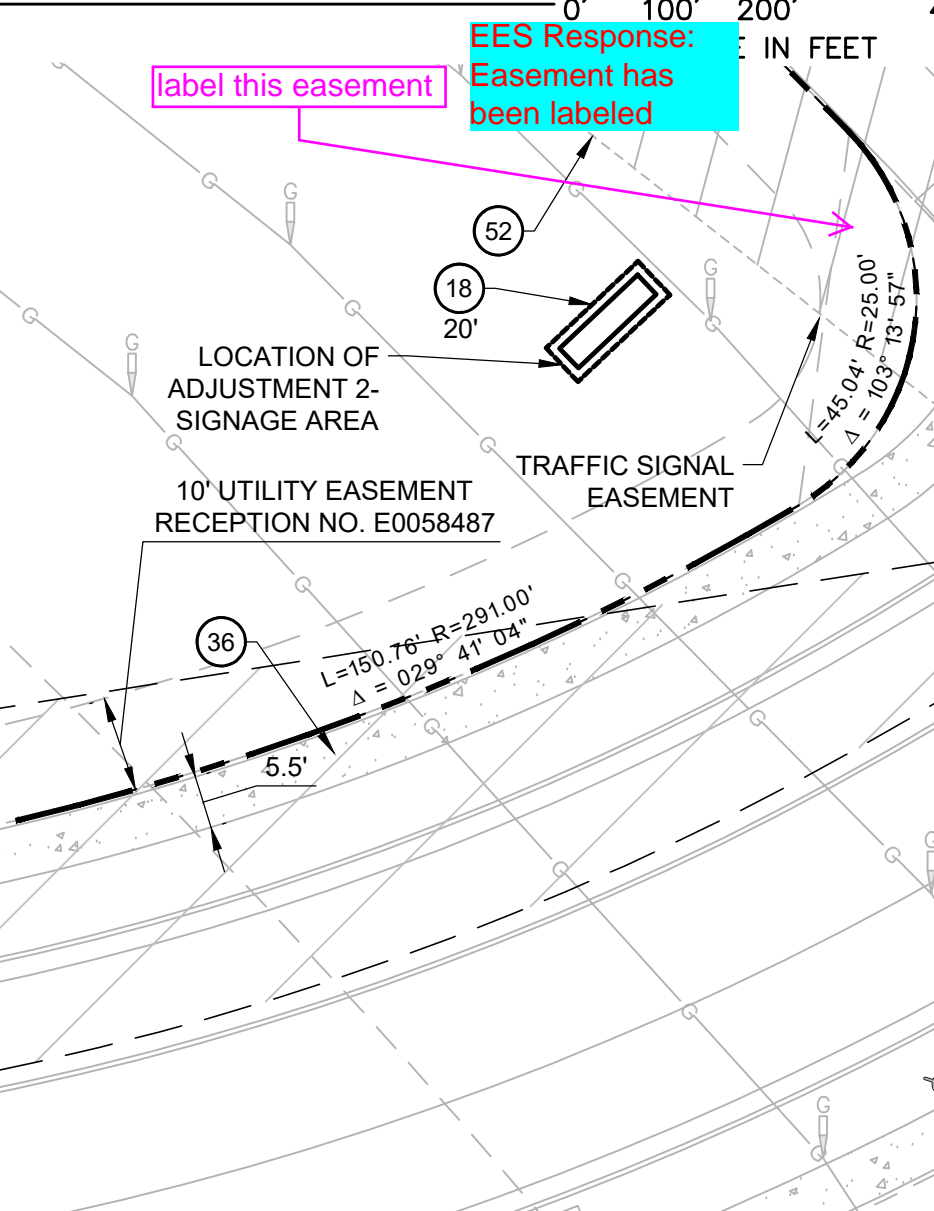 0' 100' 200' 4
E IN FEET
EES Response:
Easement has
been labeled
label this easement
G
G
G
52
18
20'
LOCATION OF
ADJUSTMENT 2-
SIGNAGE AREA
L=45.04' R=25.00'
Δ = 103° 13' 57"
TRAFFIC SIGNAL
EASEMENT
10' UTILITY EASEMENT
RECEPTION NO. E0058487
L=150.76' R=291.00'
Δ = 029° 41' 04"
36
5.5'
G
G